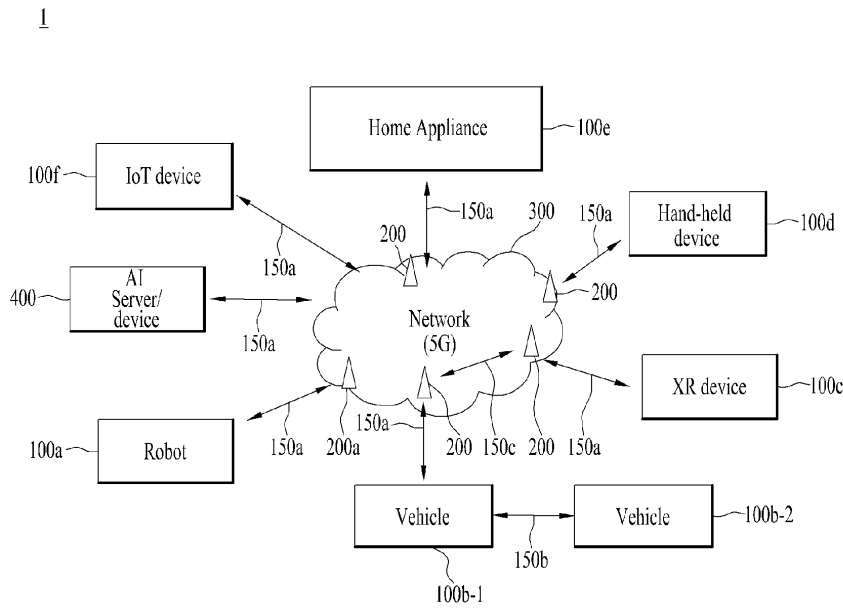 1
Home Appliance
100e
100f
IoT device
150a
200
300
150a
Hand-held
device
100d
150a
400
AI
Server/
device
150a
200
Network
(5G)
XR device
100c
100a
Robot
150a
200a
150a
200
150c
200
150a
Vehicle
Vehicle
100b-2
150b
100b-1